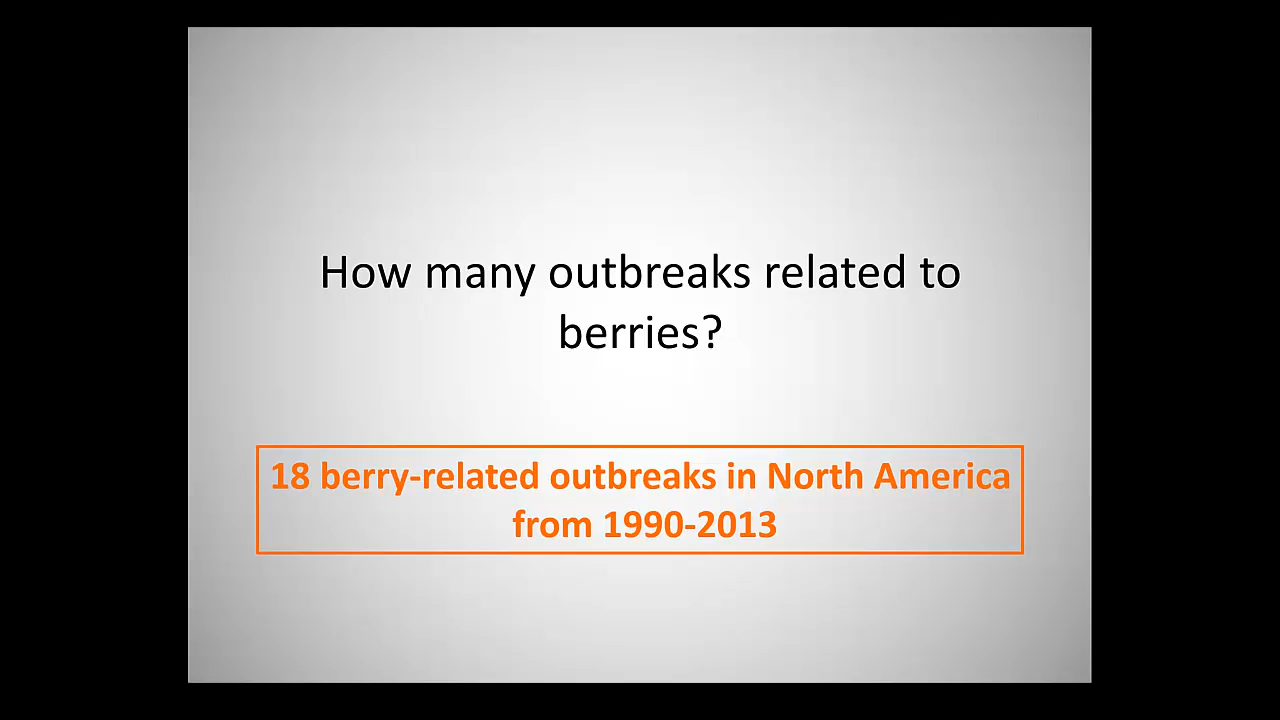 How many outbreaks related to
berries?
18 berry-related outbreaks in North America
from 1990-2013